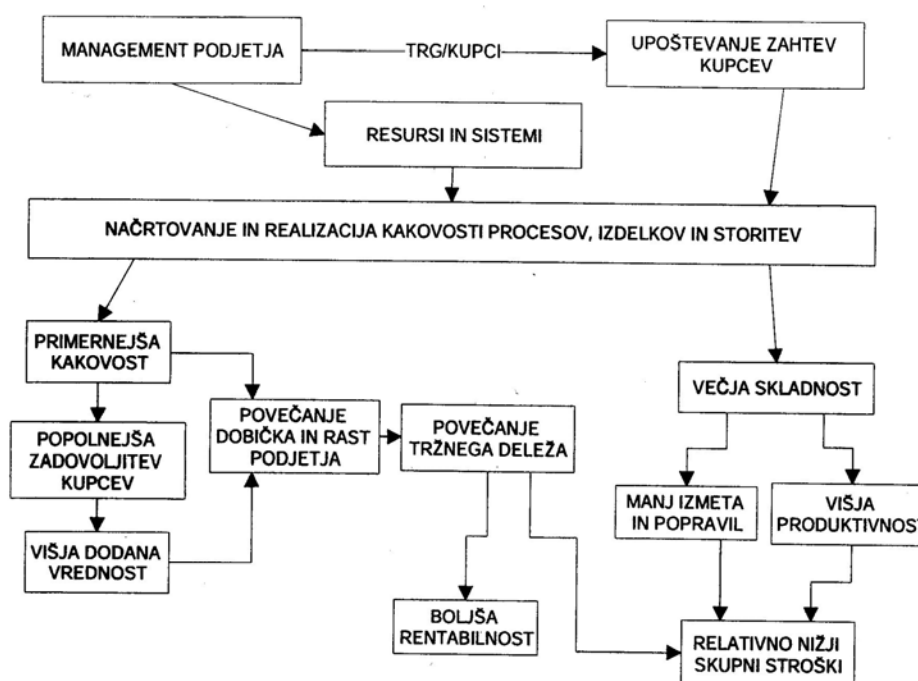 MANAGEMENT PODJETJA
TRG/KUPCI
UPOŠTEVANJE ZAHTEV
KUPCEV
RESURSI IN SISTEMI
NAČRTOVANJE IN REALIZACIJA KAKOVOSTI PROCESOV, IZDELKOV IN STORITEV
PRIMERNEJŠA
KAKOVOST
VEČJA SKLADNOST
POVEČANJE
DOBIČKA IN RAST
PODJETJA
POVEČANJE
TRŽNEGA DELEŽA
POPOLNEJŠA
ZADOVOLJITEV
KUPCEV
MANJ IZMETA
IN POPRAVIL
VIŠJA
PRODUKTIVNOST
VIŠJA DODANA
VREDNOST
BOLJŠA
RENTABILNOST
RELATIVNO NIŽJI
SKUPNI STROŠKI